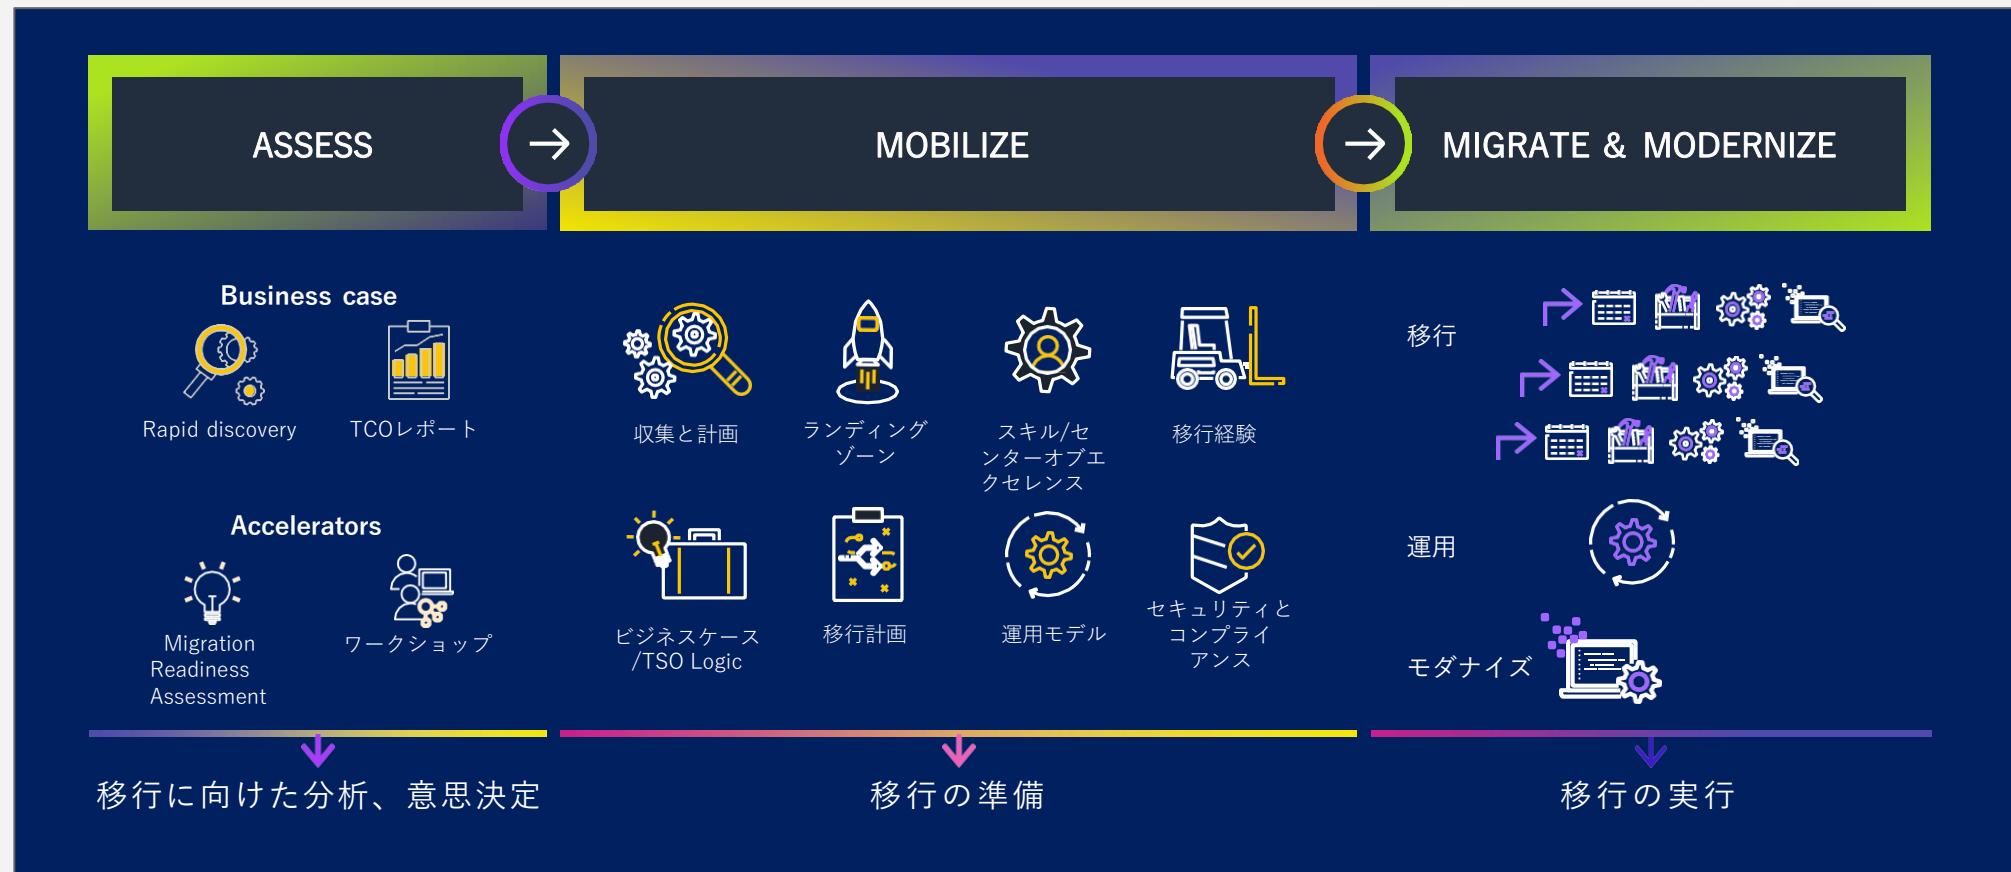 ASSESS
MOBILIZE
MIGRATE & MODERNIZE
Business case
Rapid discovery
TCOレポート
Accelerators
Migration
Readiness
Assessment
ワークショップ
収集と計画
ランディング
ゾーン
スキル/セ
ンターオブエ
クセレンス
移行経験
ビジネスケース
/TSO Logic
移行計画
運用モデル
セキュリティと
コンプライ
アンス
移行
運用
モダナイズ
移行に向けた分析、意思決定
移行の準備
移行の実行